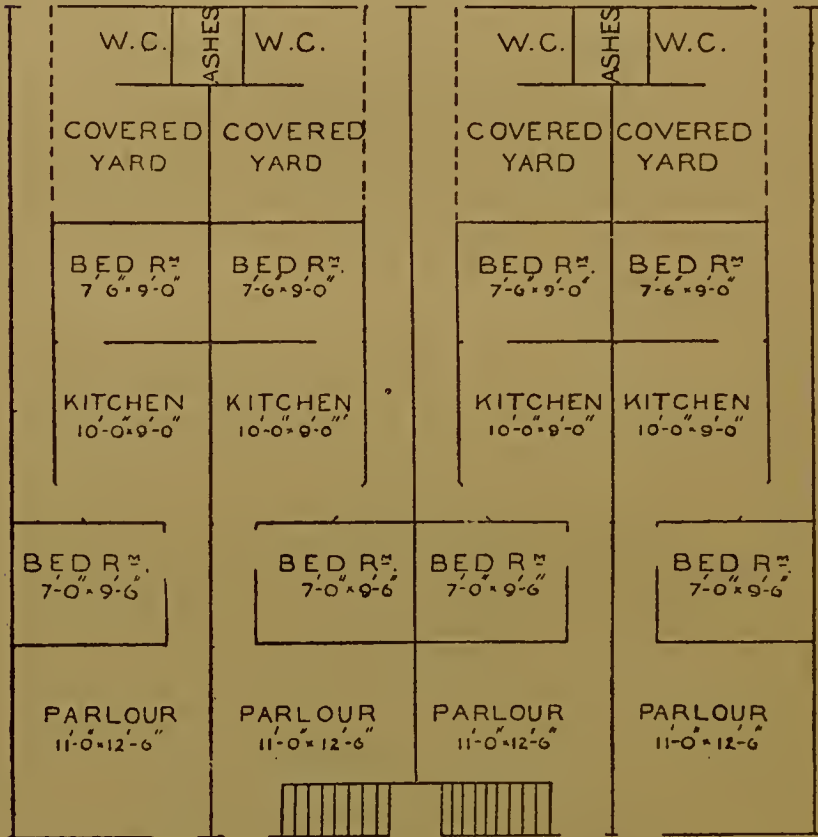 W.C. ASHES W.C. W.C. ASHES W.C.
COVERED COVERED COVERED COVERED
YARD YARD YARD YARD
BED Rᴹ. BED Rᴹ. BED Rᴹ. BED Rᴹ
7'6"×9'-0" 7'-6"×9'-0" 7'-6"×9'-0" 7'-6"×9'-0"
KITCHEN KITCHEN KITCHEN KITCHEN
10'-0"×9'-0" 10'-0"×9'-0" 10'-0"×9'-0" 10'-0"×9'-0"
BED Rᴹ. BED Rᴹ. BED Rᴹ. BED Rᴹ.
7'-0"×9'-6" 7'-0"×9'-6" 7'-0"×9'-6" 7'-0"×9'-6"
PARLOUR PARLOUR PARLOUR PARLOUR
11'-0"×12'-6" 11'-0"×12'-6" 11'-0"×12'-6" 11'-0"×12'-6"